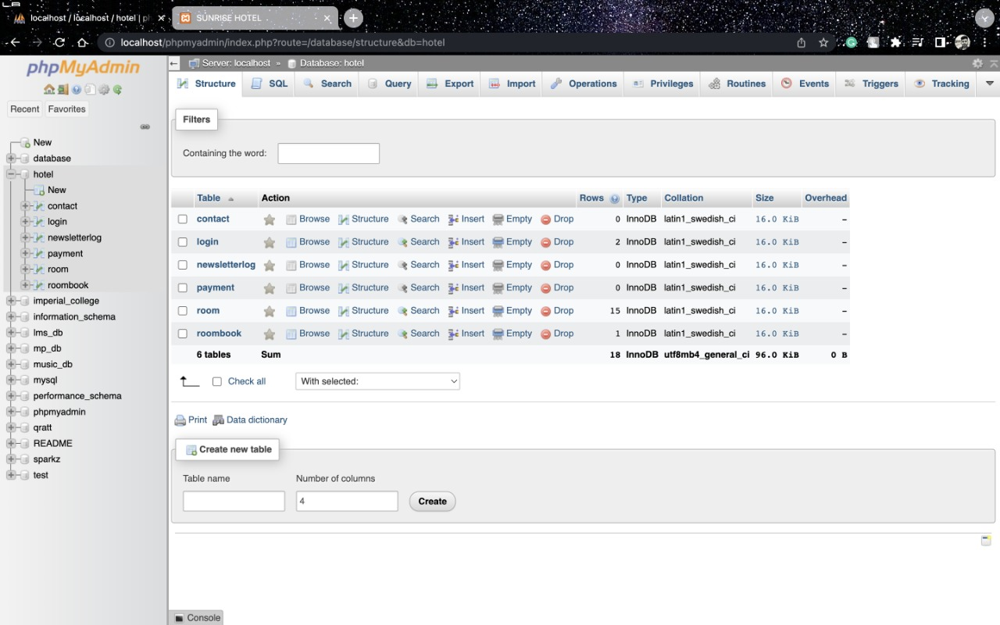 localhost / localhost / hotel | ph
SUNRISE HOTEL
localhost/phpmyadmin/index.php?route=/database/structure&db=hotel
phpMyAdmin
Recent Favorites
New
database
hotel
New
contact
login
newsletterlog
payment
room
roombook
imperial_college
information_schema
lms_db
mp_db
music_db
mysql
performance_schema
phpmyadmin
qratt
README
sparkz
test
Server: localhost » Database: hotel
Structure SQL Search Query Export Import Operations Privileges Routines Events Triggers Tracking
Filters
Containing the word:
Table Action Rows Type Collation Size Overhead
contact Browse Structure Search Insert Empty Drop 0 InnoDB latin1_swedish_ci 16.0 KiB –
login Browse Structure Search Insert Empty Drop 2 InnoDB latin1_swedish_ci 16.0 KiB –
newsletterlog Browse Structure Search Insert Empty Drop 0 InnoDB latin1_swedish_ci 16.0 KiB –
payment Browse Structure Search Insert Empty Drop 0 InnoDB latin1_swedish_ci 16.0 KiB –
room Browse Structure Search Insert Empty Drop 15 InnoDB latin1_swedish_ci 16.0 KiB –
roombook Browse Structure Search Insert Empty Drop 1 InnoDB latin1_swedish_ci 16.0 KiB –
6 tables Sum 18 InnoDB utf8mb4_general_ci 96.0 KiB 0 B
Check all With selected:
Print Data dictionary
Create new table
Table name Number of columns
4 Create
Console